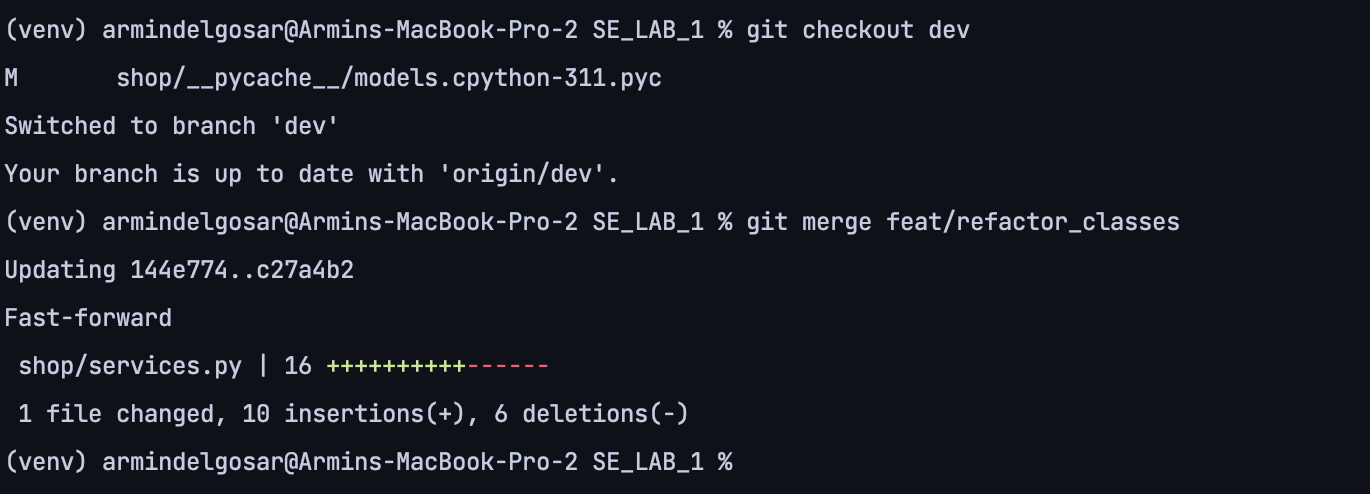 (venv) armindelgosar@Armins-MacBook-Pro-2 SE_LAB_1 % git checkout dev
M       shop/__pycache__/models.cpython-311.pyc
Switched to branch 'dev'
Your branch is up to date with 'origin/dev'.
(venv) armindelgosar@Armins-MacBook-Pro-2 SE_LAB_1 % git merge feat/refactor_classes
Updating 144e774..c27a4b2
Fast-forward
 shop/services.py | 16 ++++++++++------
 1 file changed, 10 insertions(+), 6 deletions(-)
(venv) armindelgosar@Armins-MacBook-Pro-2 SE_LAB_1 %